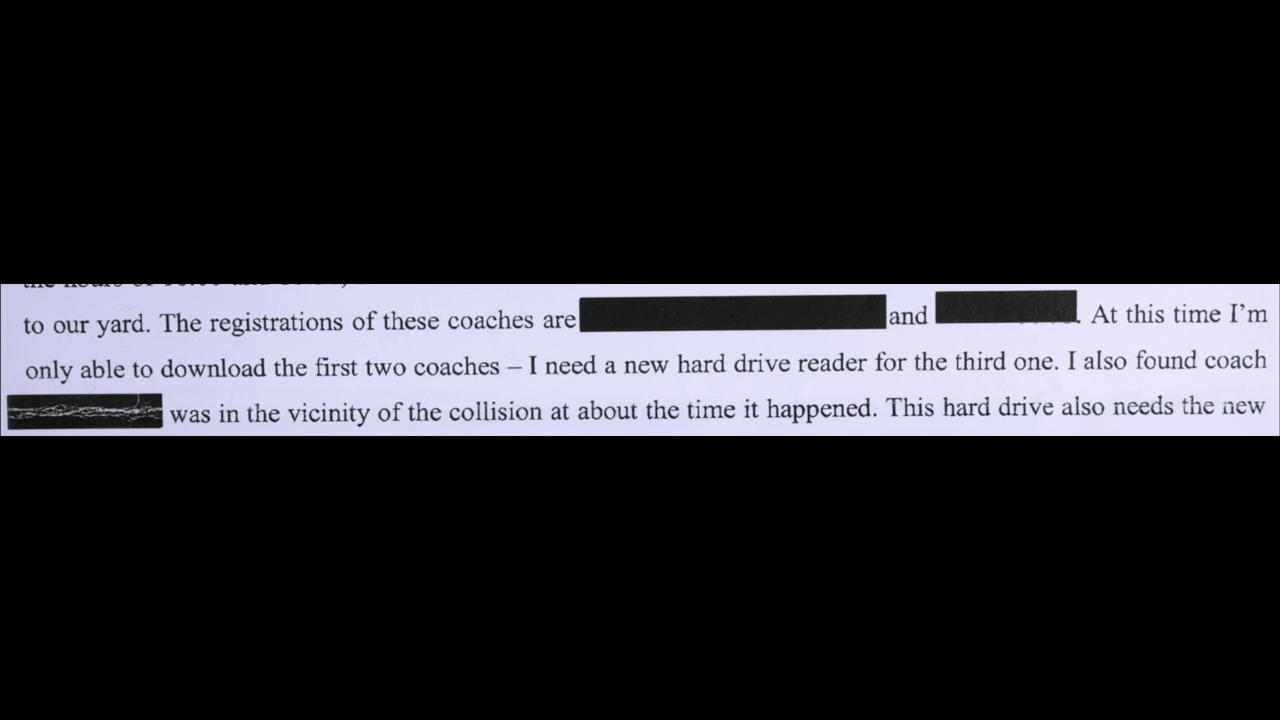 to our yard. The registrations of these coaches are and . At this time I'm
only able to download the first two coaches – I need a new hard drive reader for the third one. I also found coach
was in the vicinity of the collision at about the time it happened. This hard drive also needs the new